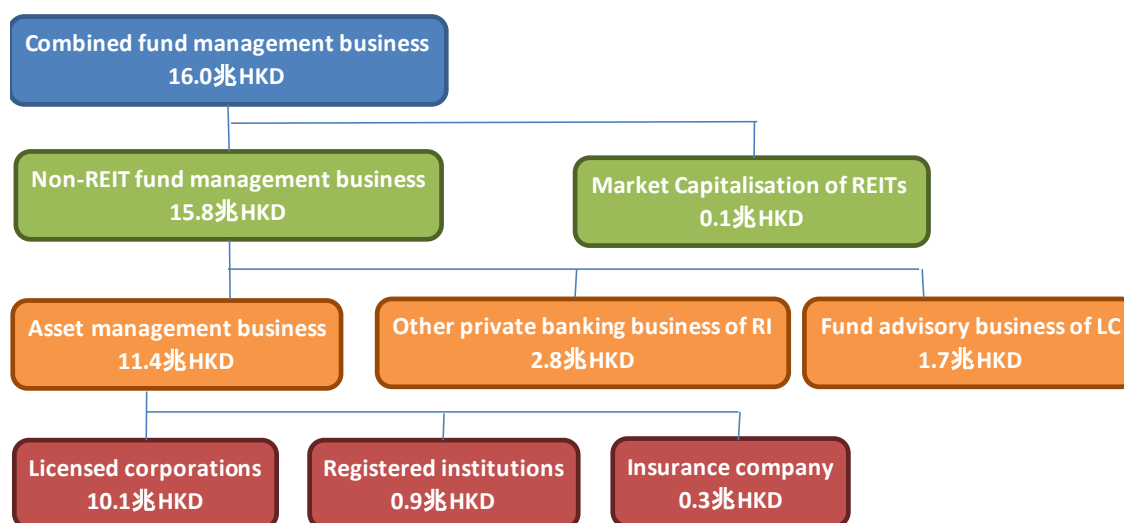 Combined fund management business
16.0兆HKD
Non-REIT fund management business
15.8兆HKD
Market Capitalisation of REITs
0.1兆HKD
Asset management business
11.4兆HKD
Other private banking business of RI
2.8兆HKD
Fund advisory business of LC
1.7兆HKD
Licensed corporations
10.1兆HKD
Registered institutions
0.9兆HKD
Insurance company
0.3兆HKD